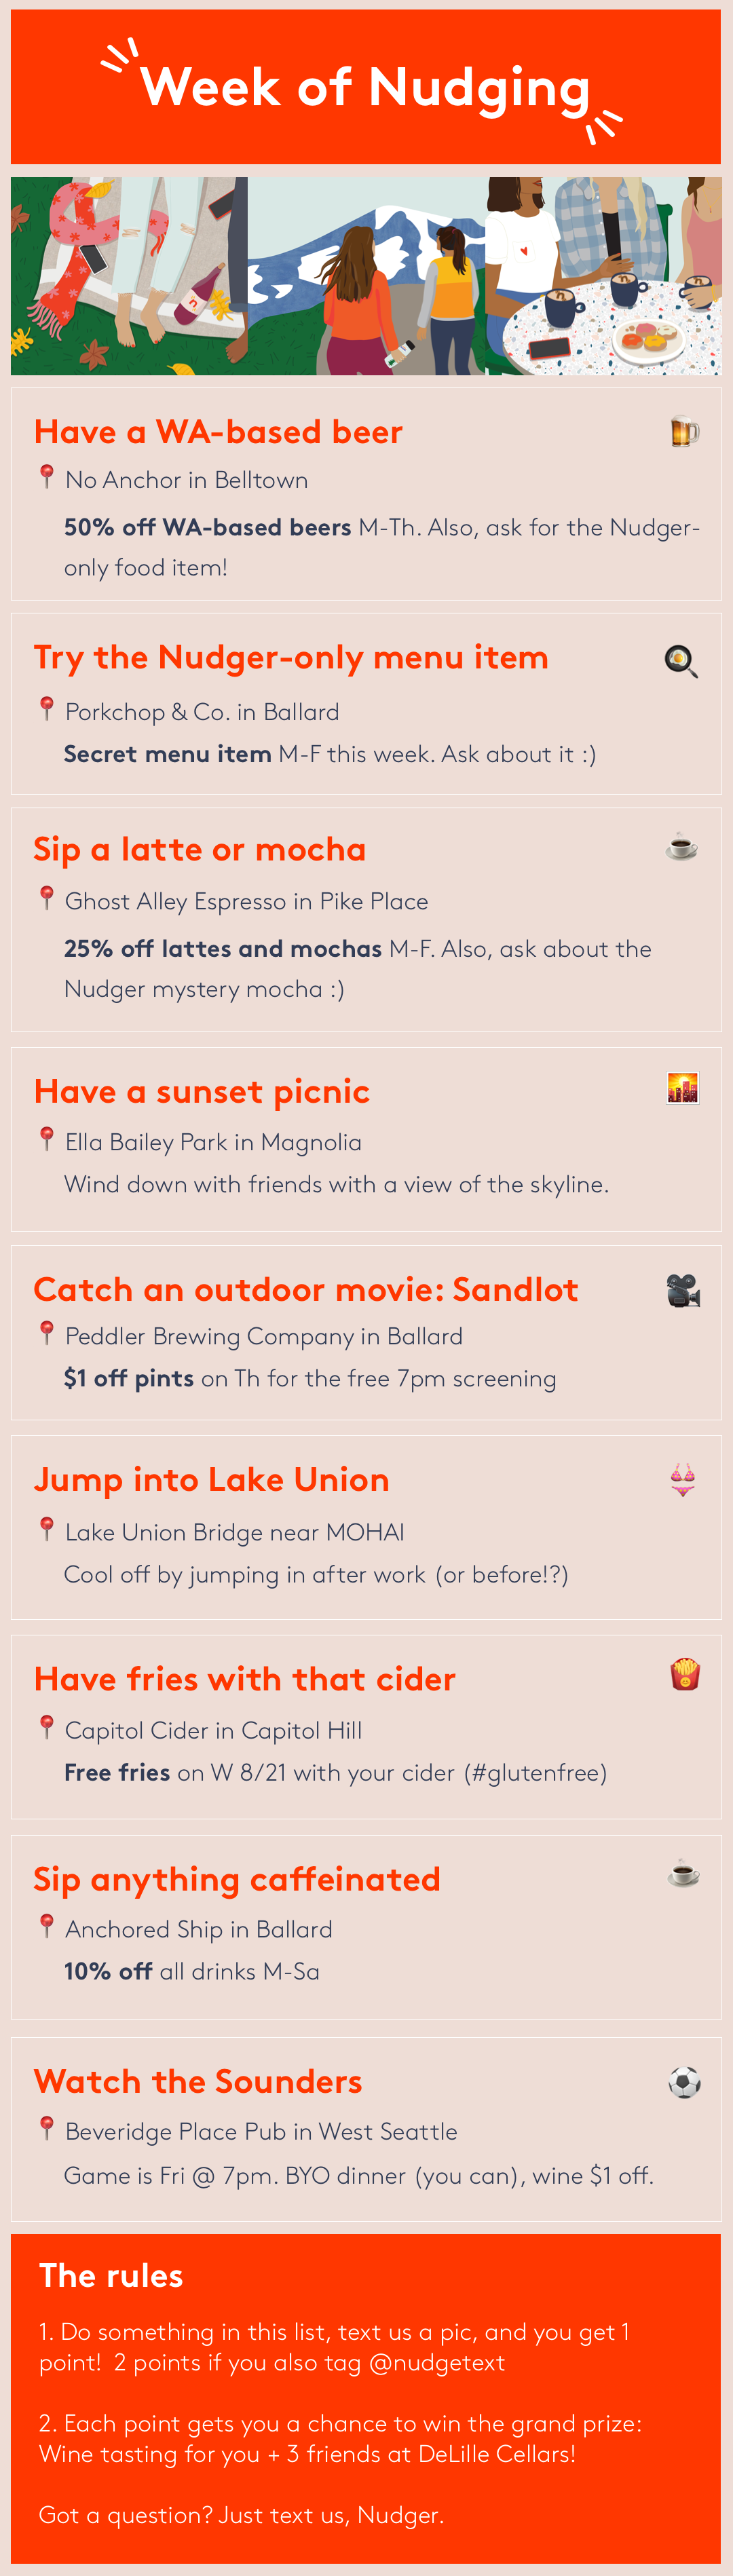 Week of Nudging
Have a WA-based beer
No Anchor in Belltown
50% off WA-based beers M-Th. Also, ask for the Nudger-
only food item!
Try the Nudger-only menu item
Porkchop & Co. in Ballard
Secret menu item M-F this week. Ask about it :)
Sip a latte or mocha
Ghost Alley Espresso in Pike Place
25% off lattes and mochas M-F. Also, ask about the
Nudger mystery mocha :)
Have a sunset picnic
Ella Bailey Park in Magnolia
Wind down with friends with a view of the skyline.
Catch an outdoor movie: Sandlot
Peddler Brewing Company in Ballard
$1 off pints on Th for the free 7pm screening
Jump into Lake Union
Lake Union Bridge near MOHAI
Cool off by jumping in after work (or before!?)
Have fries with that cider
Capitol Cider in Capitol Hill
Free fries on W 8/21 with your cider (#glutenfree)
Sip anything caffeinated
Anchored Ship in Ballard
10% off all drinks M-Sa
Watch the Sounders
Beveridge Place Pub in West Seattle
Game is Fri @ 7pm. BYO dinner (you can), wine $1 off.
The rules
1. Do something in this list, text us a pic, and you get 1
point! 2 points if you also tag @nudgetext
2. Each point gets you a chance to win the grand prize:
Wine tasting for you + 3 friends at DeLille Cellars!
Got a question? Just text us, Nudger.